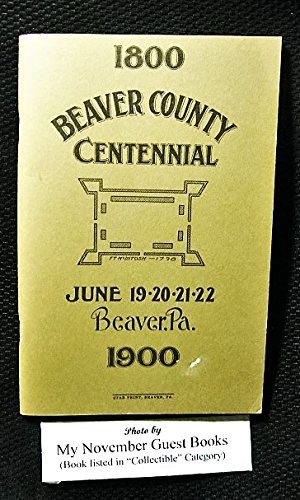 1800
BEAVER COUNTY
CENTENNIAL
FT. McINTOSH—1778
JUNE 19·20·21·22
Beaver, Pa.
1900
STAR PRINT, BEAVER, PA.
Photo by
My November Guest Books
(Book listed in "Collectible" Category)